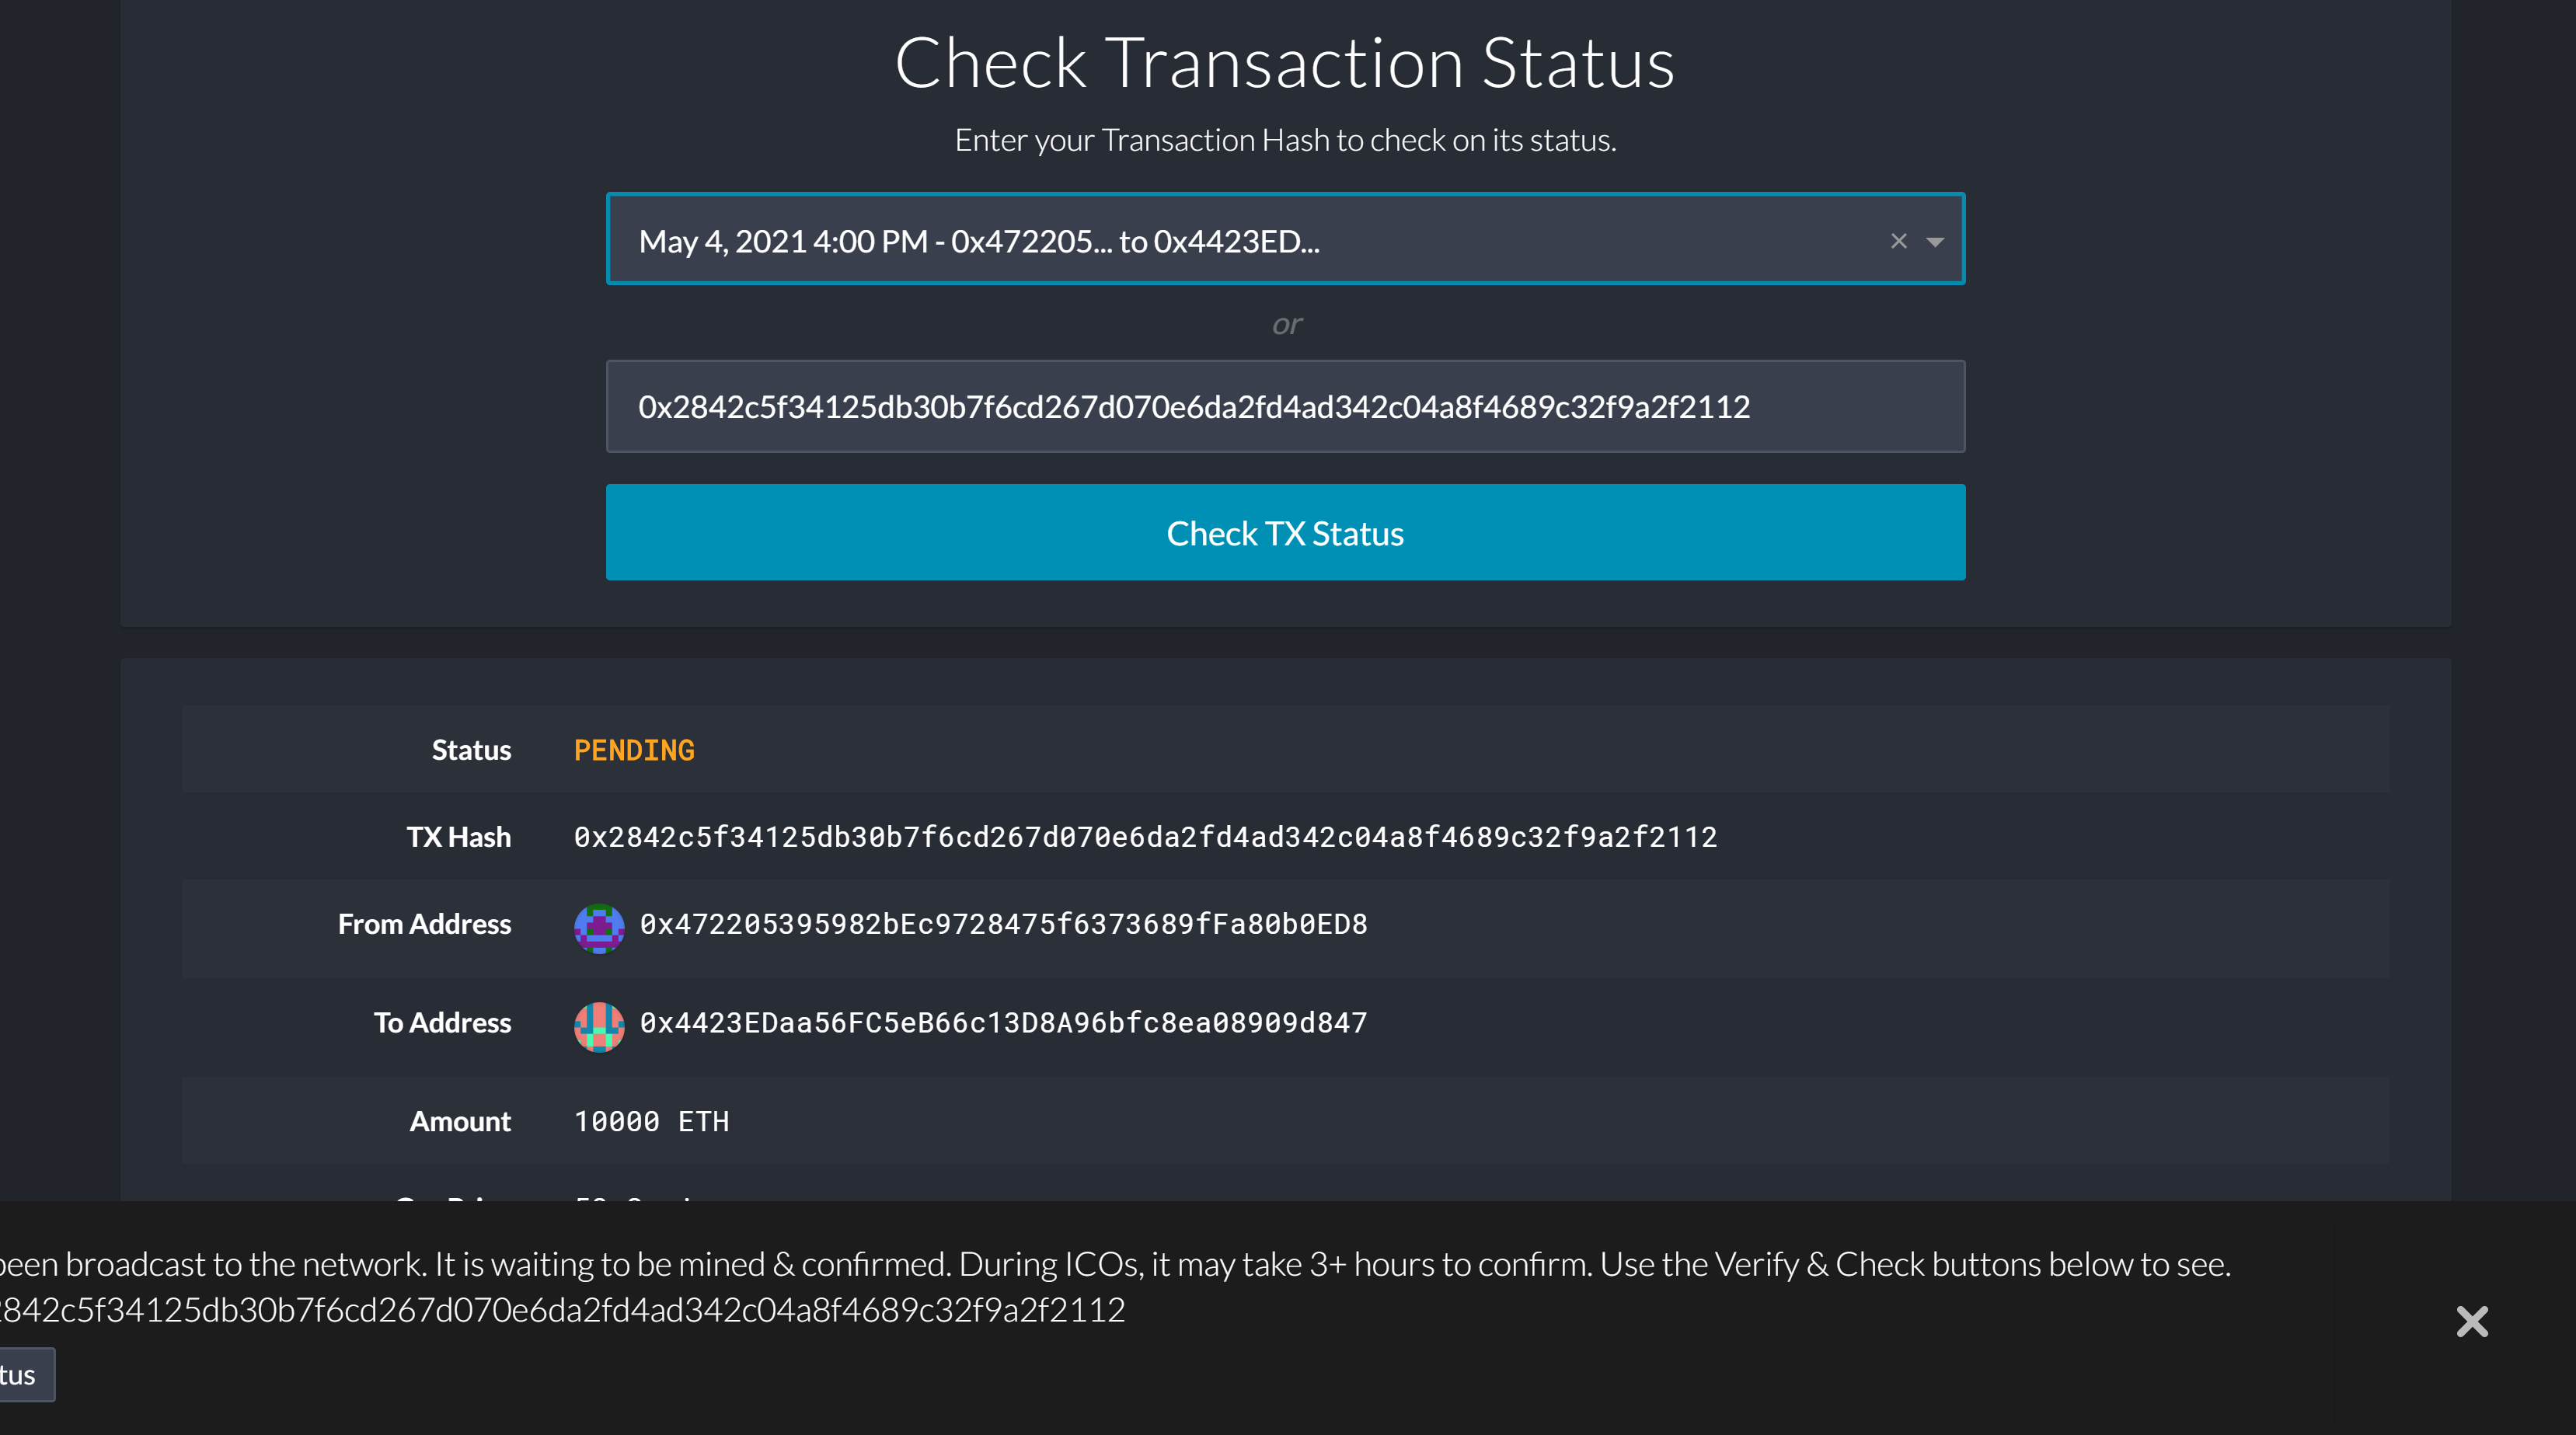 Check Transaction Status
Enter your Transaction Hash to check on its status.
May 4, 2021 4:00 PM - 0x472205... to 0x4423ED...
or
0x2842c5f34125db30b7f6cd267d070e6da2fd4ad342c04a8f4689c32f9a2f2112
Check TX Status
Status PENDING
TX Hash 0x2842c5f34125db30b7f6cd267d070e6da2fd4ad342c04a8f4689c32f9a2f2112
From Address 0x472205395982bEc9728475f6373689fFa80b0ED8
To Address 0x4423EDaa56FC5eB66c13D8A96bfc8ea08909d847
Amount 10000 ETH
been broadcast to the network. It is waiting to be mined & confirmed. During ICOs, it may take 3+ hours to confirm. Use the Verify & Check buttons below to see.
2842c5f34125db30b7f6cd267d070e6da2fd4ad342c04a8f4689c32f9a2f2112
tus